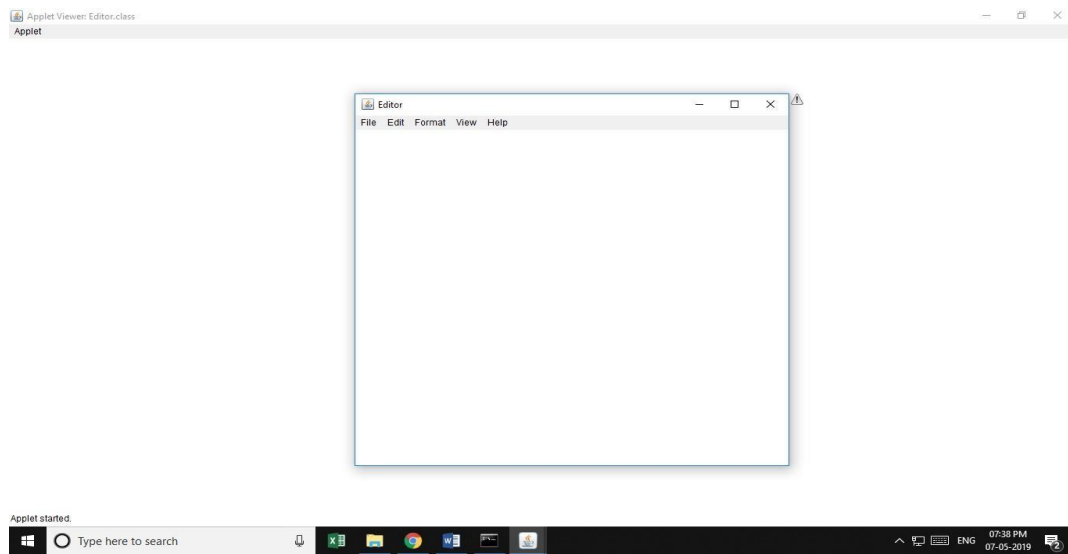 Applet Viewer: Editor.class
Applet
Editor
File Edit Format View Help
Applet started.
Type here to search
ENG
07:38 PM
07-05-2019
2